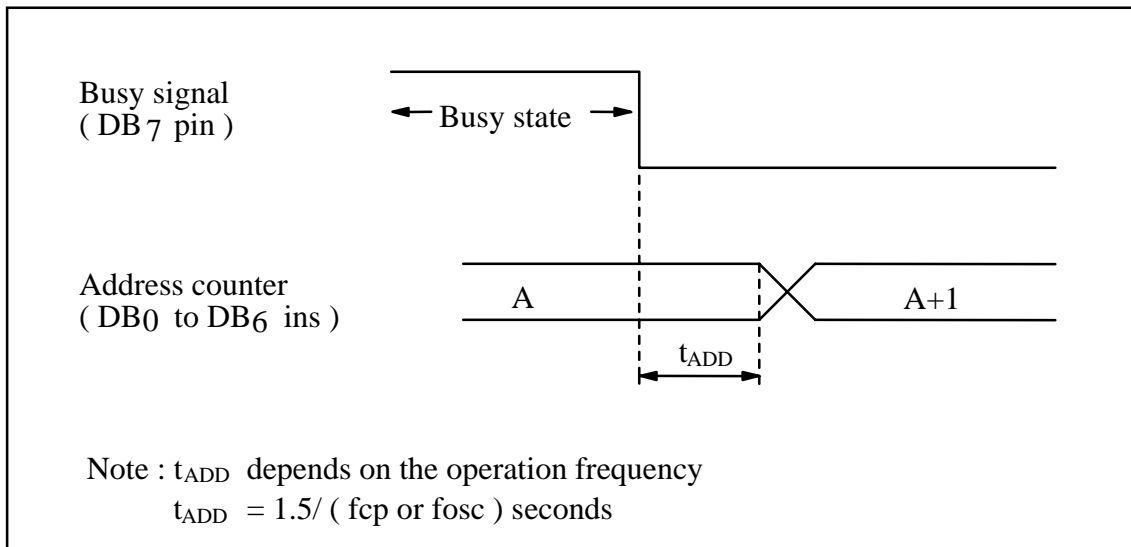 Busy signal
( DB7 pin )
Busy state
Address counter
( DB0 to DB6 ins )
A
A+1
tADD
Note : tADD depends on the operation frequency
tADD = 1.5/ ( fcp or fosc ) seconds